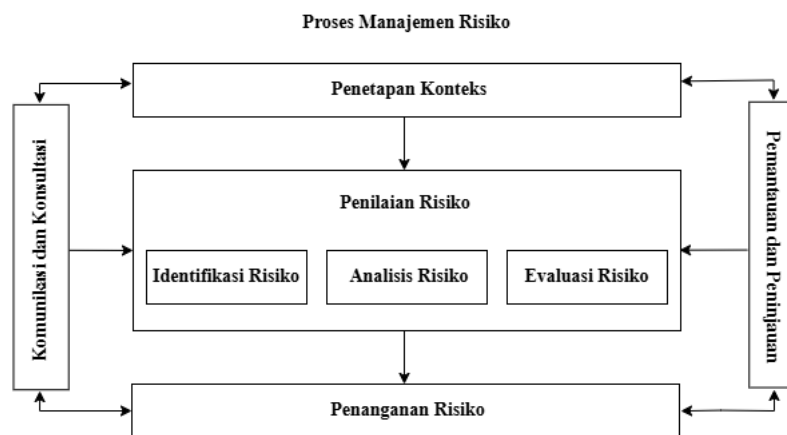 Proses Manajemen Risiko
Penetapan Konteks
Komunikasi dan Konsultasi
Pemantauan dan Peninjauan
Penilaian Risiko
Identifikasi Risiko
Analisis Risiko
Evaluasi Risiko
Penanganan Risiko